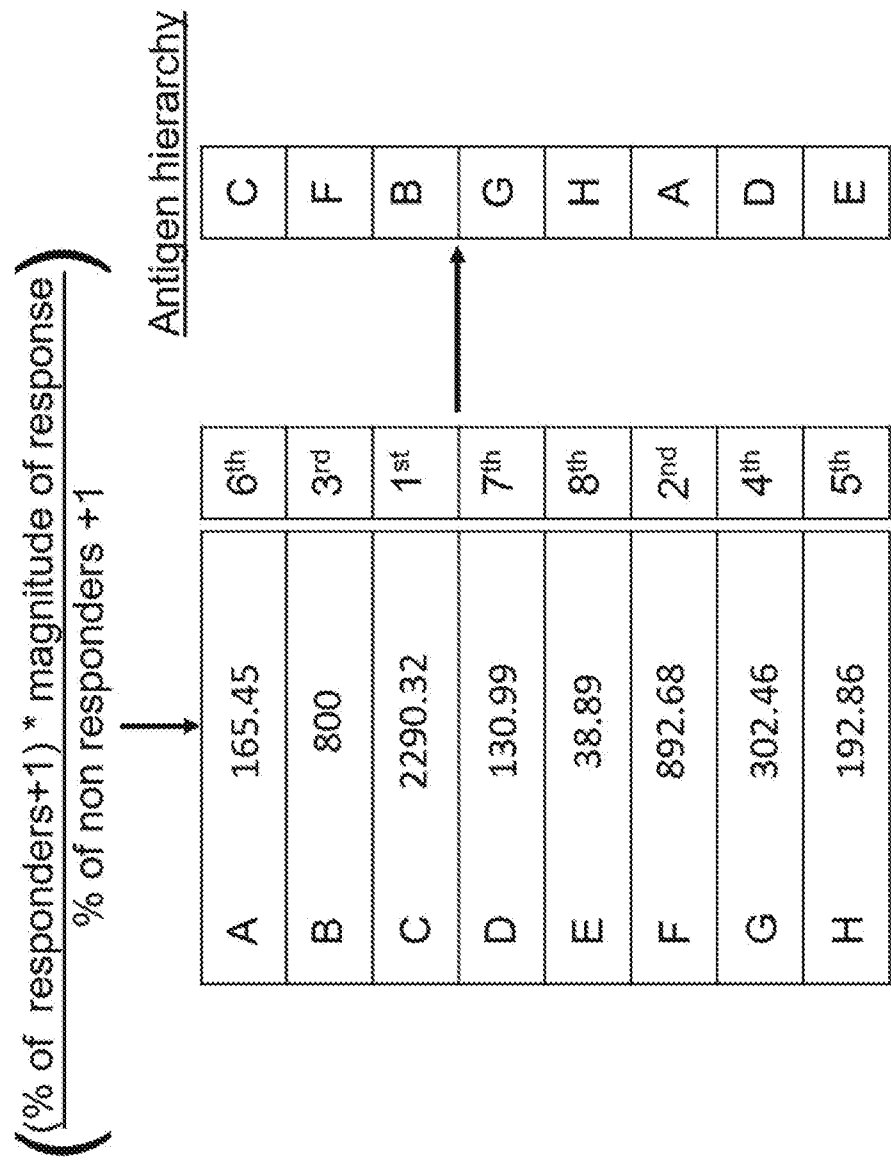 (% of responders+1) * magnitude of response
% of non responders +1
Antigen hierarchy
A 165.45 6th C
B 800 3rd F
C 2290.32 1st B
D 130.99 7th G
E 38.89 8th H
F 892.68 2nd A
G 302.46 4th D
H 192.86 5th E